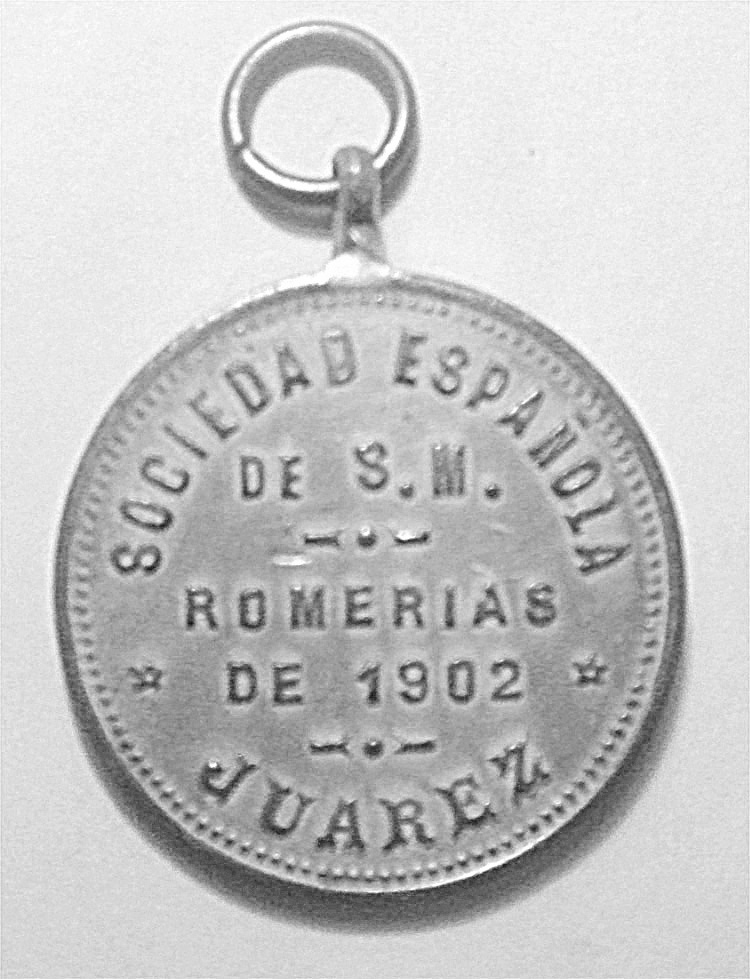 SOCIEDAD ESPAÑOLA
DE S.M.
ROMERIAS
DE 1902
JUAREZ